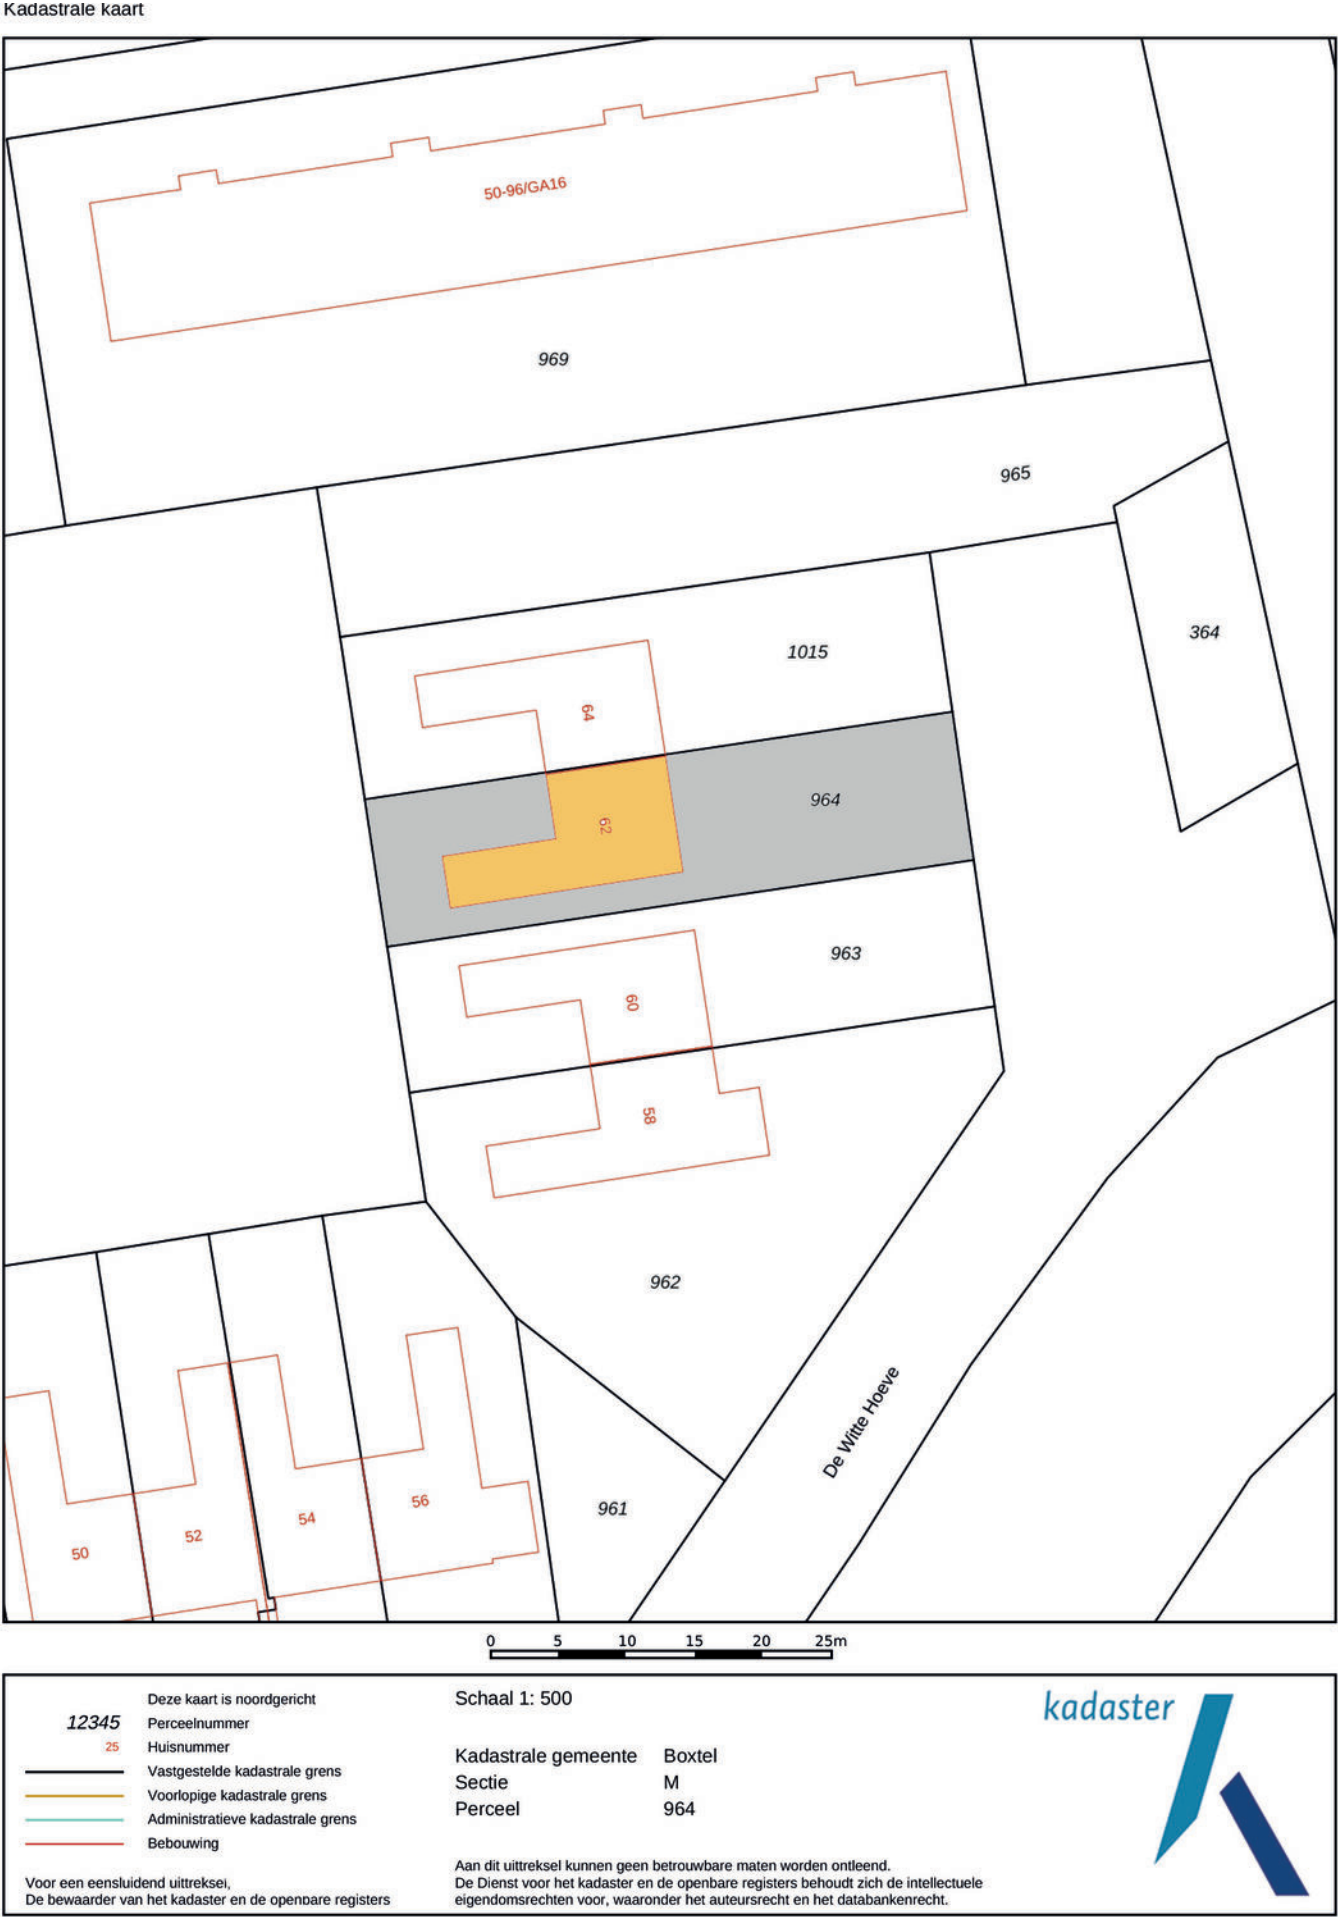 Kadastrale kaart
50-96/GA16
969
965
364
1015
64
964
62
963
60
58
962
De Witte Hoeve
961
56
54
52
50
0 5 10 15 20 25m
Deze kaart is noordgericht
12345 Perceelnummer
25 Huisnummer
Vastgestelde kadastrale grens
Voorlopige kadastrale grens
Administratieve kadastrale grens
Bebouwing
Voor een eensluidend uittreksel,
De bewaarder van het kadaster en de openbare registers
Schaal 1: 500
Kadastrale gemeente Boxtel
Sectie M
Perceel 964
Aan dit uittreksel kunnen geen betrouwbare maten worden ontleend.
De Dienst voor het kadaster en de openbare registers behoudt zich de intellectuele
eigendomsrechten voor, waaronder het auteursrecht en het databankenrecht.
kadaster